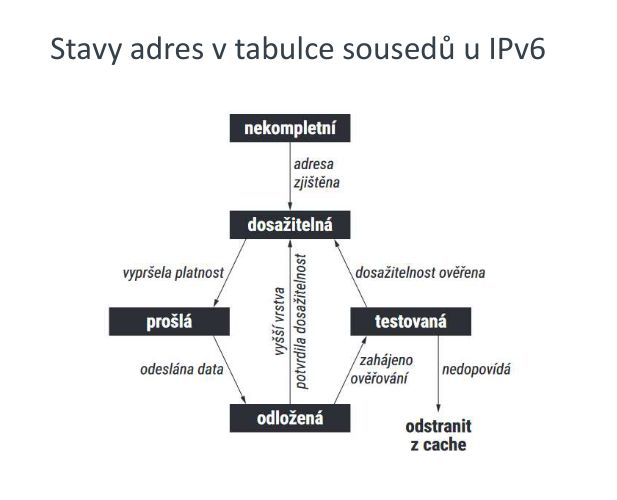 Stavy adres v tabulce sousedů u IPv6
nekompletní
adresa
zjištěna
dosažitelná
vypršela platnost
vyšší vrstva
potvrdila dosažitelnost
dosažitelnost ověřena
prošlá
testovaná
odeslána data
zahájeno
ověřování
nedopovídá
odložená
odstranit
z cache